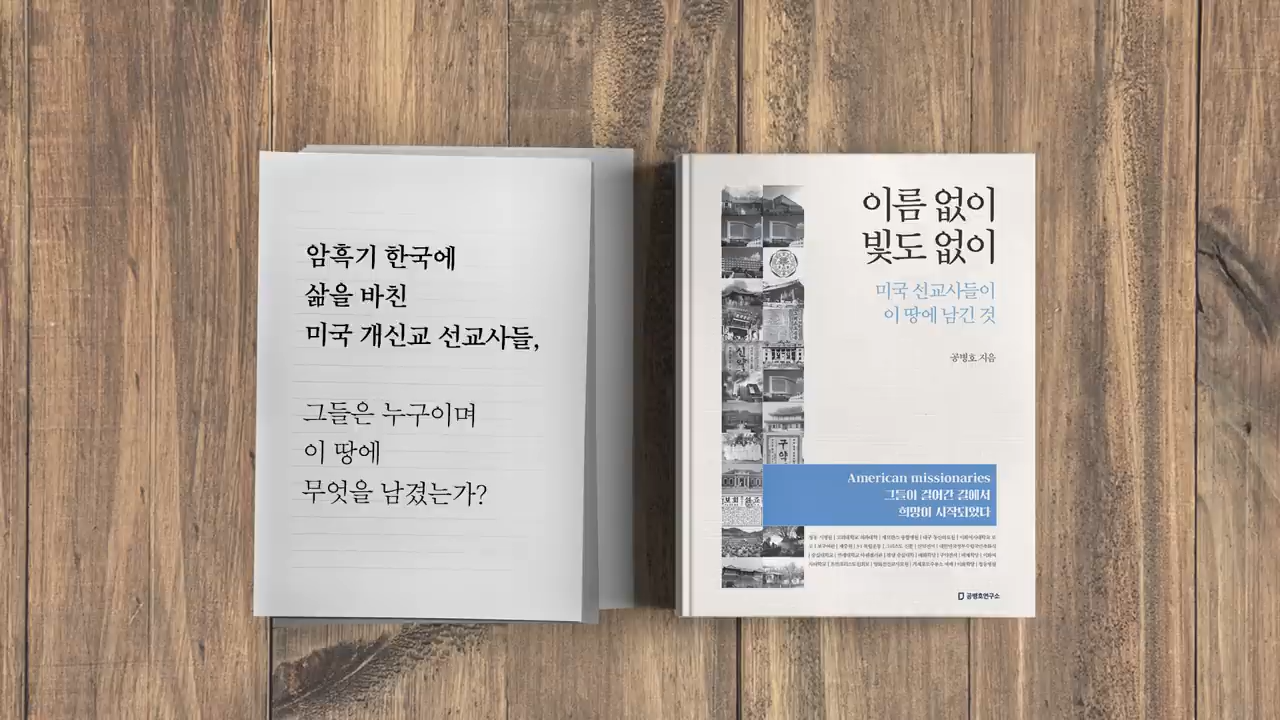 암흑기 한국에
삶을 바친
미국 개신교 선교사들,
그들은 누구이며
이 땅에
무엇을 남겼는가?
이름 없이
빛도 없이
미국 선교사들이
이 땅에 남긴 것
공병호 지음
신약
구약
American missionaries
그들이 걸어간 길에서
희망이 시작되었다
공병호연구소